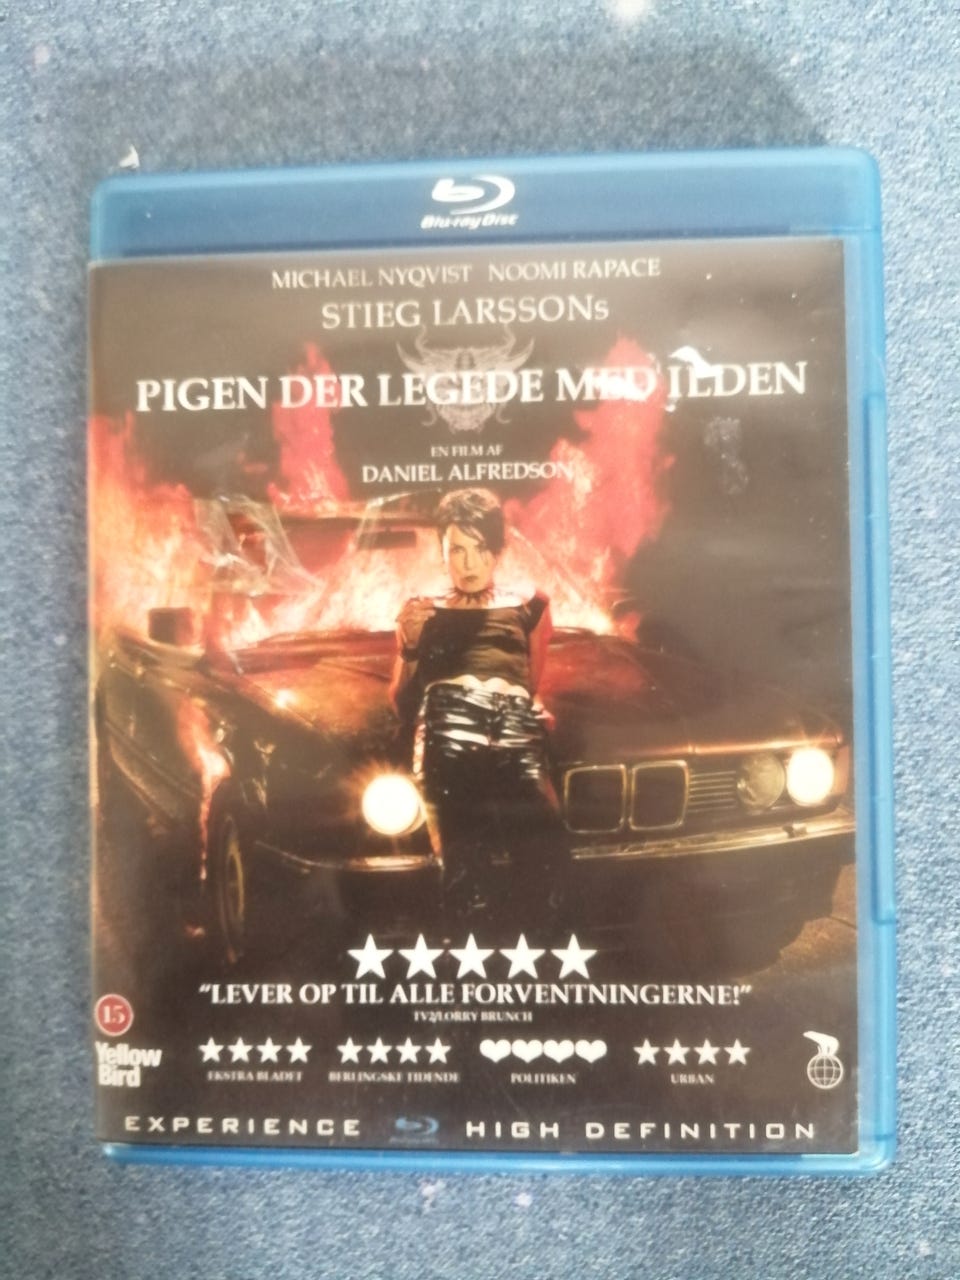 Blu-ray Disc
MICHAEL NYQVIST NOOMI RAPACE
STIEG LARSSONs
PIGEN DER LEGEDE MED ILDEN
EN FILM AF
DANIEL ALFREDSON
"LEVER OP TIL ALLE FORVENTNINGERNE!"
TV2/LORRY BRUNCH
15
Yellow
Bird
EKSTRA BLADET BERLINGSKE TIDENDE POLITIKEN URBAN
EXPERIENCE HIGH DEFINITION